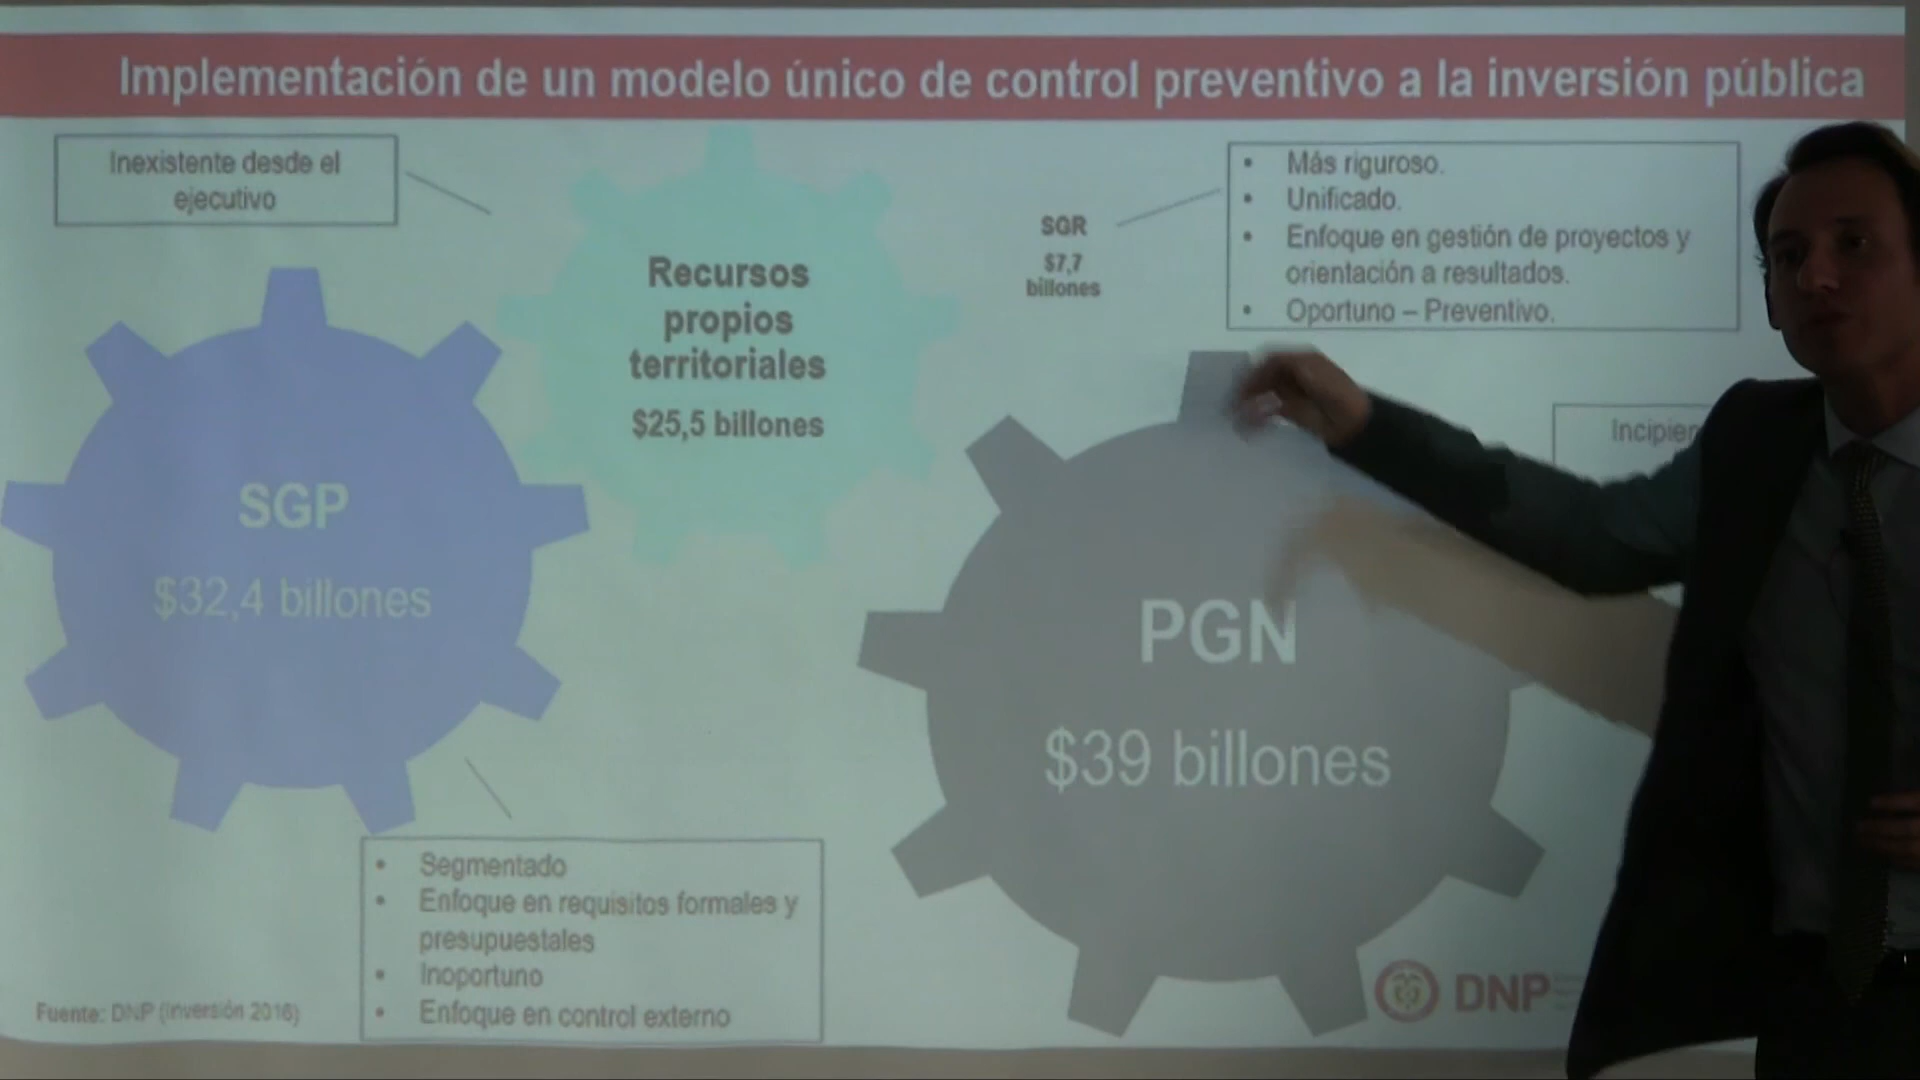 Implementación de un modelo único de control preventivo a la inversión pública
Inexistente desde el
ejecutivo
Recursos
propios
territoriales
$25,5 billones
SGR
$7,7
billones
• Más riguroso.
• Unificado.
• Enfoque en gestión de proyectos y
orientación a resultados.
• Oportuno – Preventivo.
SGP
$32,4 billones
PGN
$39 billones
• Segmentado
• Enfoque en requisitos formales y
presupuestales
• Inoportuno
• Enfoque en control externo
Fuente: DNP (inversión 2016)
DNP